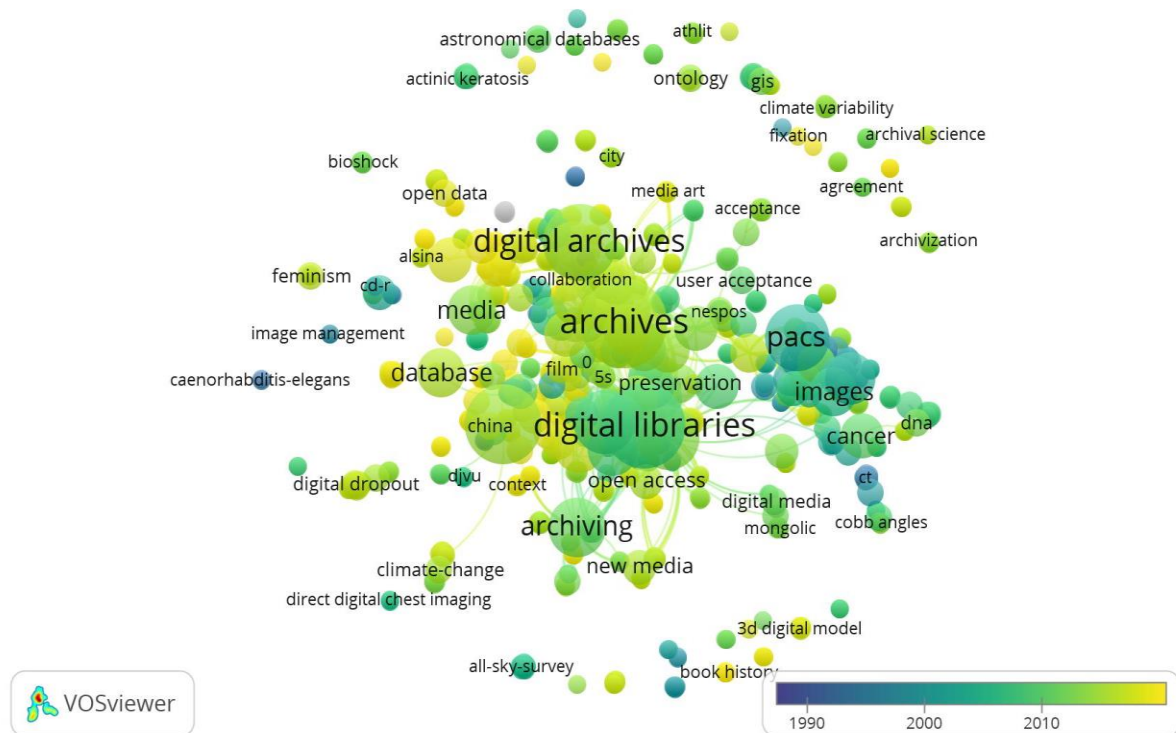 astronomical databases
athlit
actinic keratosis
ontology
gis
climate variability
fixation
archival science
bioshock
city
open data
media art
agreement
acceptance
digital archives
archivization
alsina
feminism
cd-r
collaboration
user acceptance
media
archives
nespos
image management
pacs
caenorhabditis-elegans
database
film
0
5s
preservation
images
china
digital libraries
cancer
dna
digital dropout
djvu
context
open access
ct
digital media
mongolic
cobb angles
archiving
climate-change
new media
direct digital chest imaging
3d digital model
all-sky-survey
book history
VOSviewer
1990
2000
2010